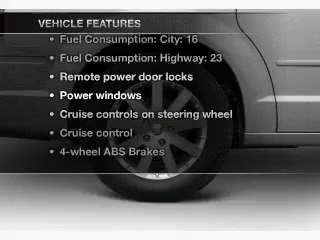 VEHICLE FEATURES
• Fuel Consumption: City: 16
• Fuel Consumption: Highway: 23
• Remote power door locks
• Power windows
• Cruise controls on steering wheel
• Cruise control
• 4-wheel ABS Brakes